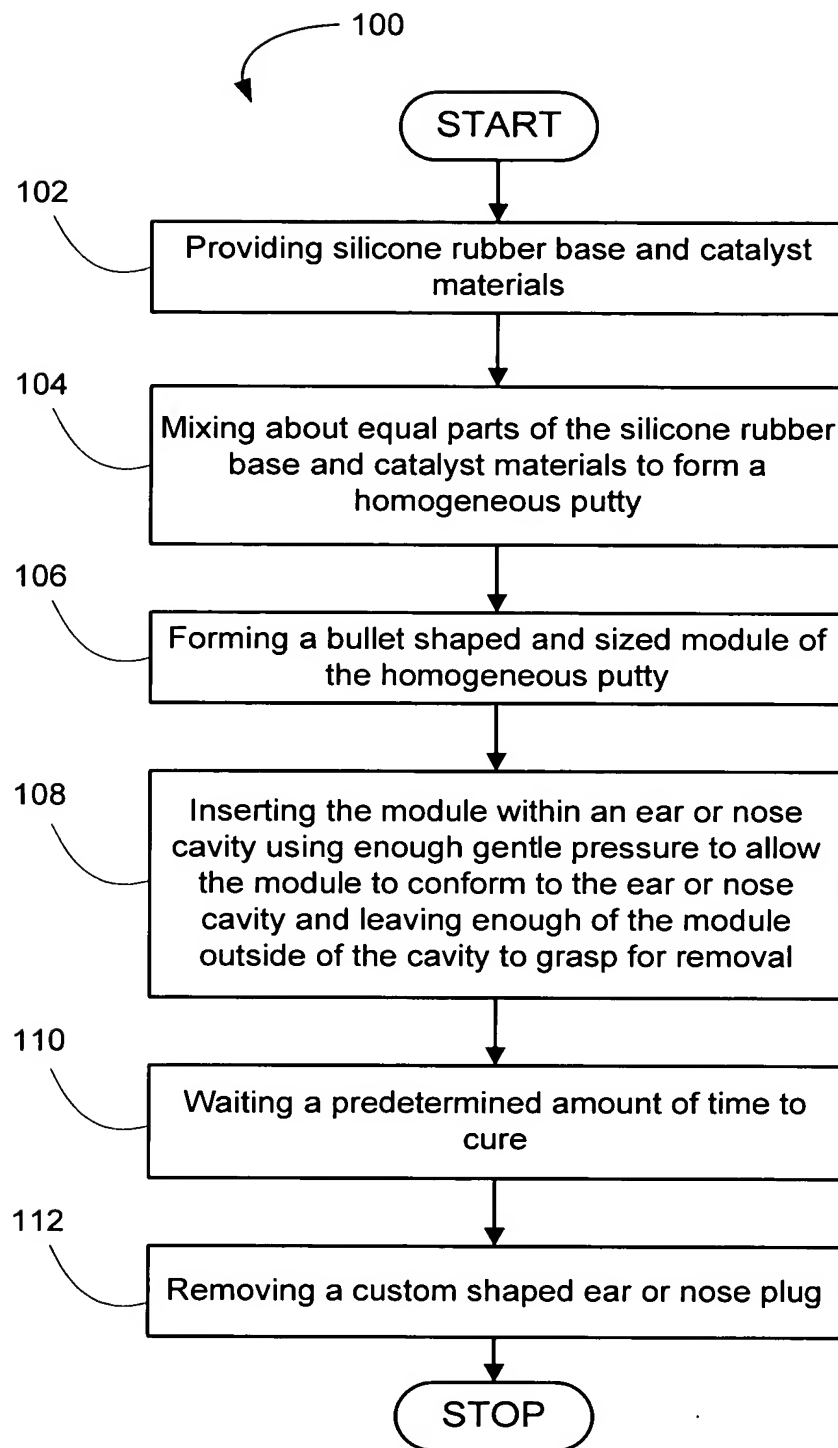 100
START
102
Providing silicone rubber base and catalyst
materials
104
Mixing about equal parts of the silicone rubber
base and catalyst materials to form a
homogeneous putty
106
Forming a bullet shaped and sized module of
the homogeneous putty
108
Inserting the module within an ear or nose
cavity using enough gentle pressure to allow
the module to conform to the ear or nose
cavity and leaving enough of the module
outside of the cavity to grasp for removal
110
Waiting a predetermined amount of time to
cure
112
Removing a custom shaped ear or nose plug
STOP